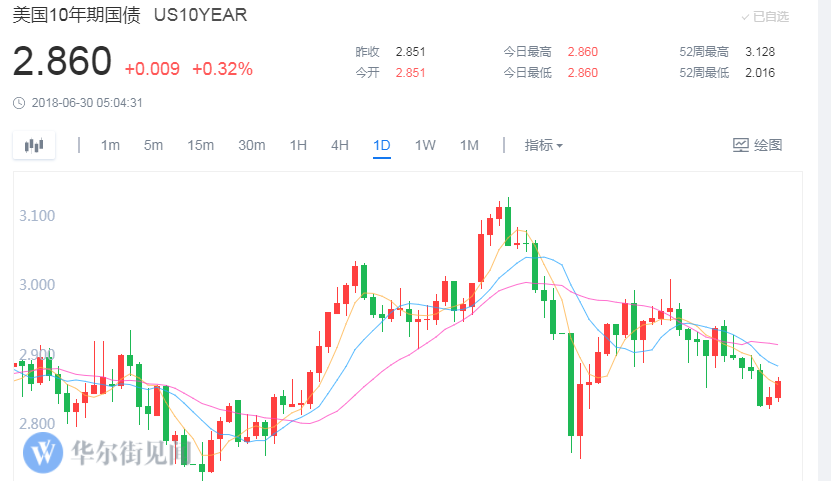 美国10年期国债 US10YEAR
已自选
2.860 +0.009 +0.32%
昨收 2.851 今日最高 2.860 52周最高 3.128
今开 2.851 今日最低 2.860 52周最低 2.016
2018-06-30 05:04:31
1m 5m 15m 30m 1H 4H 1D 1W 1M 指标 绘图
3.100
3.000
2.900
2.800
W 华尔街见闻